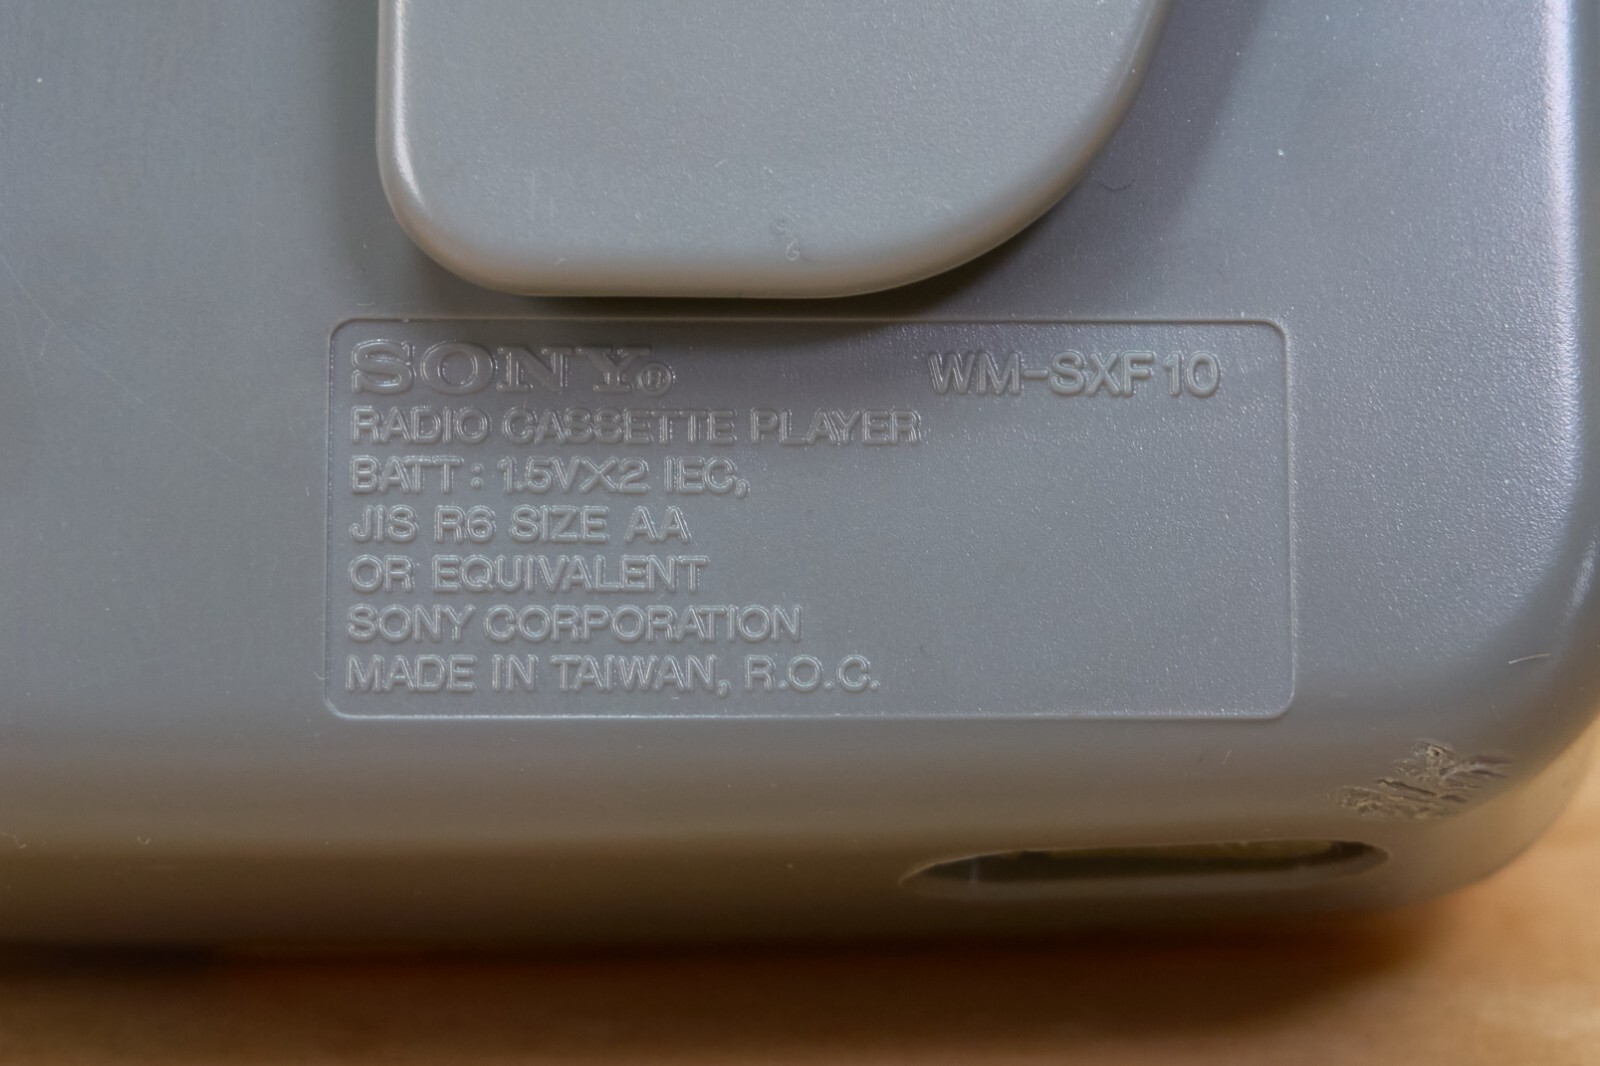 SONY® WM-SXF10
RADIO CASSETTE PLAYER
BATT : 1.5VX2 IEC,
JIS R6 SIZE AA
OR EQUIVALENT
SONY CORPORATION
MADE IN TAIWAN, R.O.C.